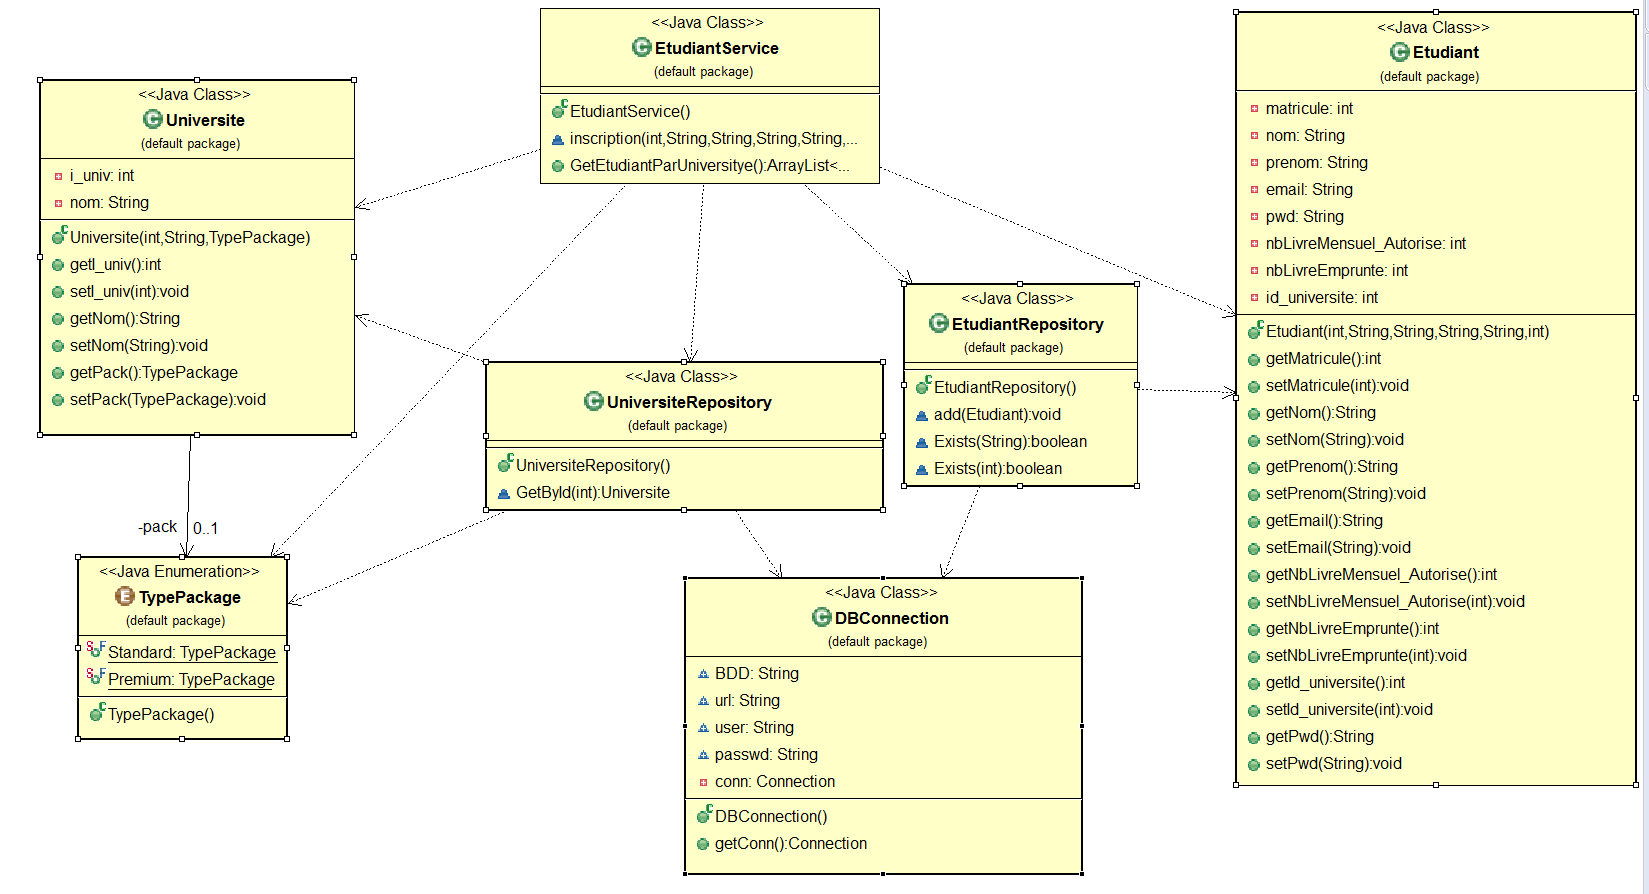 <<Java Class>>
EtudiantService
(default package)
EtudiantService()
inscription(int,String,String,String,String,...
GetEtudiantParUniversitye():ArrayList<...
<<Java Class>>
Universite
(default package)
i_univ: int
nom: String
Universite(int,String,TypePackage)
getI_univ():int
setI_univ(int):void
getNom():String
setNom(String):void
getPack():TypePackage
setPack(TypePackage):void
-pack
0..1
<<Java Enumeration>>
TypePackage
(default package)
Standard: TypePackage
Premium: TypePackage
TypePackage()
<<Java Class>>
UniversiteRepository
(default package)
UniversiteRepository()
GetById(int):Universite
<<Java Class>>
EtudiantRepository
(default package)
EtudiantRepository()
add(Etudiant):void
Exists(String):boolean
Exists(int):boolean
<<Java Class>>
DBConnection
(default package)
BDD: String
url: String
user: String
passwd: String
conn: Connection
DBConnection()
getConn():Connection
<<Java Class>>
Etudiant
(default package)
matricule: int
nom: String
prenom: String
email: String
pwd: String
nbLivreMensuel_Autorise: int
nbLivreEmprunte: int
id_universite: int
Etudiant(int,String,String,String,String,int)
getMatricule():int
setMatricule(int):void
getNom():String
setNom(String):void
getPrenom():String
setPrenom(String):void
getEmail():String
setEmail(String):void
getNbLivreMensuel_Autorise():int
setNbLivreMensuel_Autorise(int):void
getNbLivreEmprunte():int
setNbLivreEmprunte(int):void
getId_universite():int
setId_universite(int):void
getPwd():String
setPwd(String):void